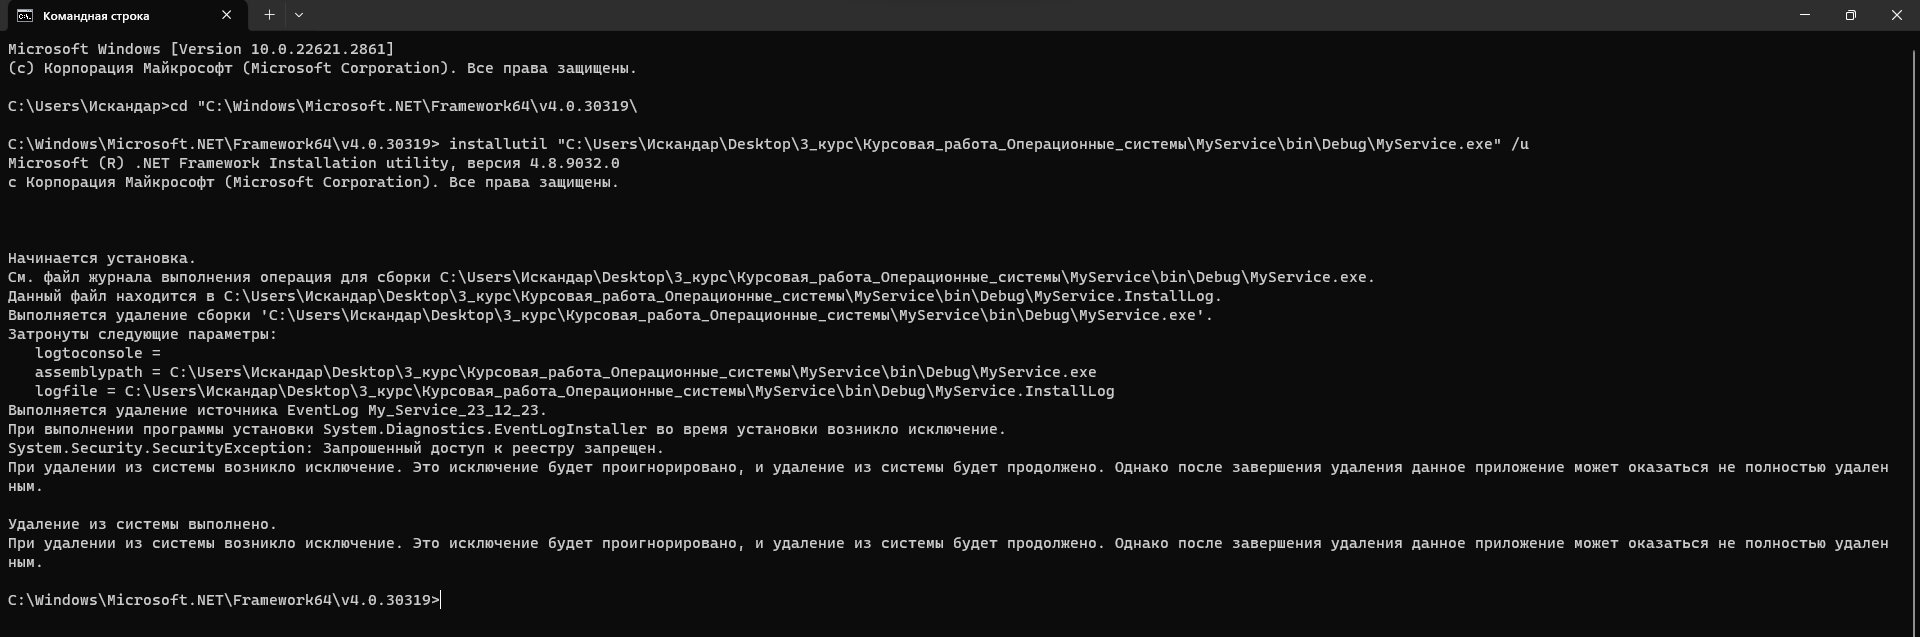 Командная строка
Microsoft Windows [Version 10.0.22621.2861]
(c) Корпорация Майкрософт (Microsoft Corporation). Все права защищены.
C:\Users\Искандар>cd "C:\Windows\Microsoft.NET\Framework64\v4.0.30319\
C:\Windows\Microsoft.NET\Framework64\v4.0.30319> installutil "C:\Users\Искандар\Desktop\3_курс\Курсовая_работа_Операционные_системы\MyService\bin\Debug\MyService.exe" /u
Microsoft (R) .NET Framework Installation utility, версия 4.8.9032.0
c Корпорация Майкрософт (Microsoft Corporation). Все права защищены.
Начинается установка.
См. файл журнала выполнения операция для сборки C:\Users\Искандар\Desktop\3_курс\Курсовая_работа_Операционные_системы\MyService\bin\Debug\MyService.exe.
Данный файл находится в C:\Users\Искандар\Desktop\3_курс\Курсовая_работа_Операционные_системы\MyService\bin\Debug\MyService.InstallLog.
Выполняется удаление сборки 'C:\Users\Искандар\Desktop\3_курс\Курсовая_работа_Операционные_системы\MyService\bin\Debug\MyService.exe'.
Затронуты следующие параметры:
logtoconsole =
assemblypath = C:\Users\Искандар\Desktop\3_курс\Курсовая_работа_Операционные_системы\MyService\bin\Debug\MyService.exe
logfile = C:\Users\Искандар\Desktop\3_курс\Курсовая_работа_Операционные_системы\MyService\bin\Debug\MyService.InstallLog
Выполняется удаление источника EventLog My_Service_23_12_23.
При выполнении программы установки System.Diagnostics.EventLogInstaller во время установки возникло исключение.
System.Security.SecurityException: Запрошенный доступ к реестру запрещен.
При удалении из системы возникло исключение. Это исключение будет проигнорировано, и удаление из системы будет продолжено. Однако после завершения удаления данное приложение может оказаться не полностью удален
ным.
Удаление из системы выполнено.
При удалении из системы возникло исключение. Это исключение будет проигнорировано, и удаление из системы будет продолжено. Однако после завершения удаления данное приложение может оказаться не полностью удален
ным.
C:\Windows\Microsoft.NET\Framework64\v4.0.30319>